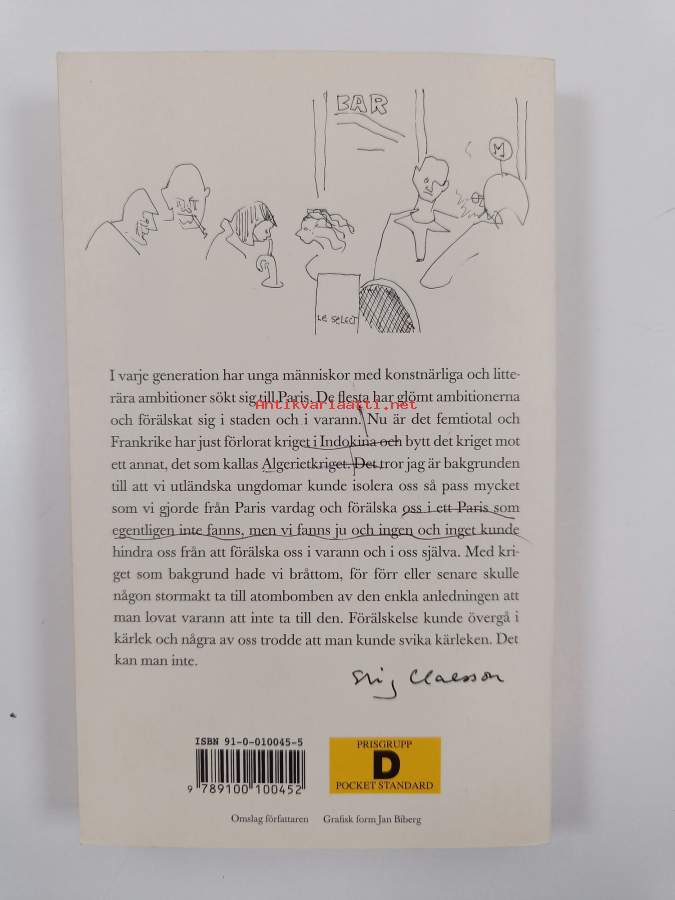 BAR
M
LE SELECT
I varje generation har unga människor med konstnärliga och litte-
rära ambitioner sökt sig till Paris. De flesta har glömt ambitionerna
Antikvariaatti.net
och förälskat sig i staden och i varann. Nu är det femtiotal och
Frankrike har just förlorat kriget i Indokina och bytt det kriget mot
ett annat, det som kallas Algerietkriget. Det tror jag är bakgrunden
till att vi utländska ungdomar kunde isolera oss så pass mycket
som vi gjorde från Paris vardag och förälska oss i ett Paris som
egentligen inte fanns, men vi fanns ju och ingen och inget kunde
hindra oss från att förälska oss i varann och i oss själva. Med kri-
get som bakgrund hade vi bråttom, för förr eller senare skulle
någon stormakt ta till atombomben av den enkla anledningen att
man lovat varann att inte ta till den. Förälskelse kunde övergå i
kärlek och några av oss trodde att man kunde svika kärleken. Det
kan man inte.
Stig Claesson
ISBN 91-0-010045-5
9 789100 100452
PRISGRUPP
D
POCKET STANDARD
Omslag författaren Grafisk form Jan Biberg